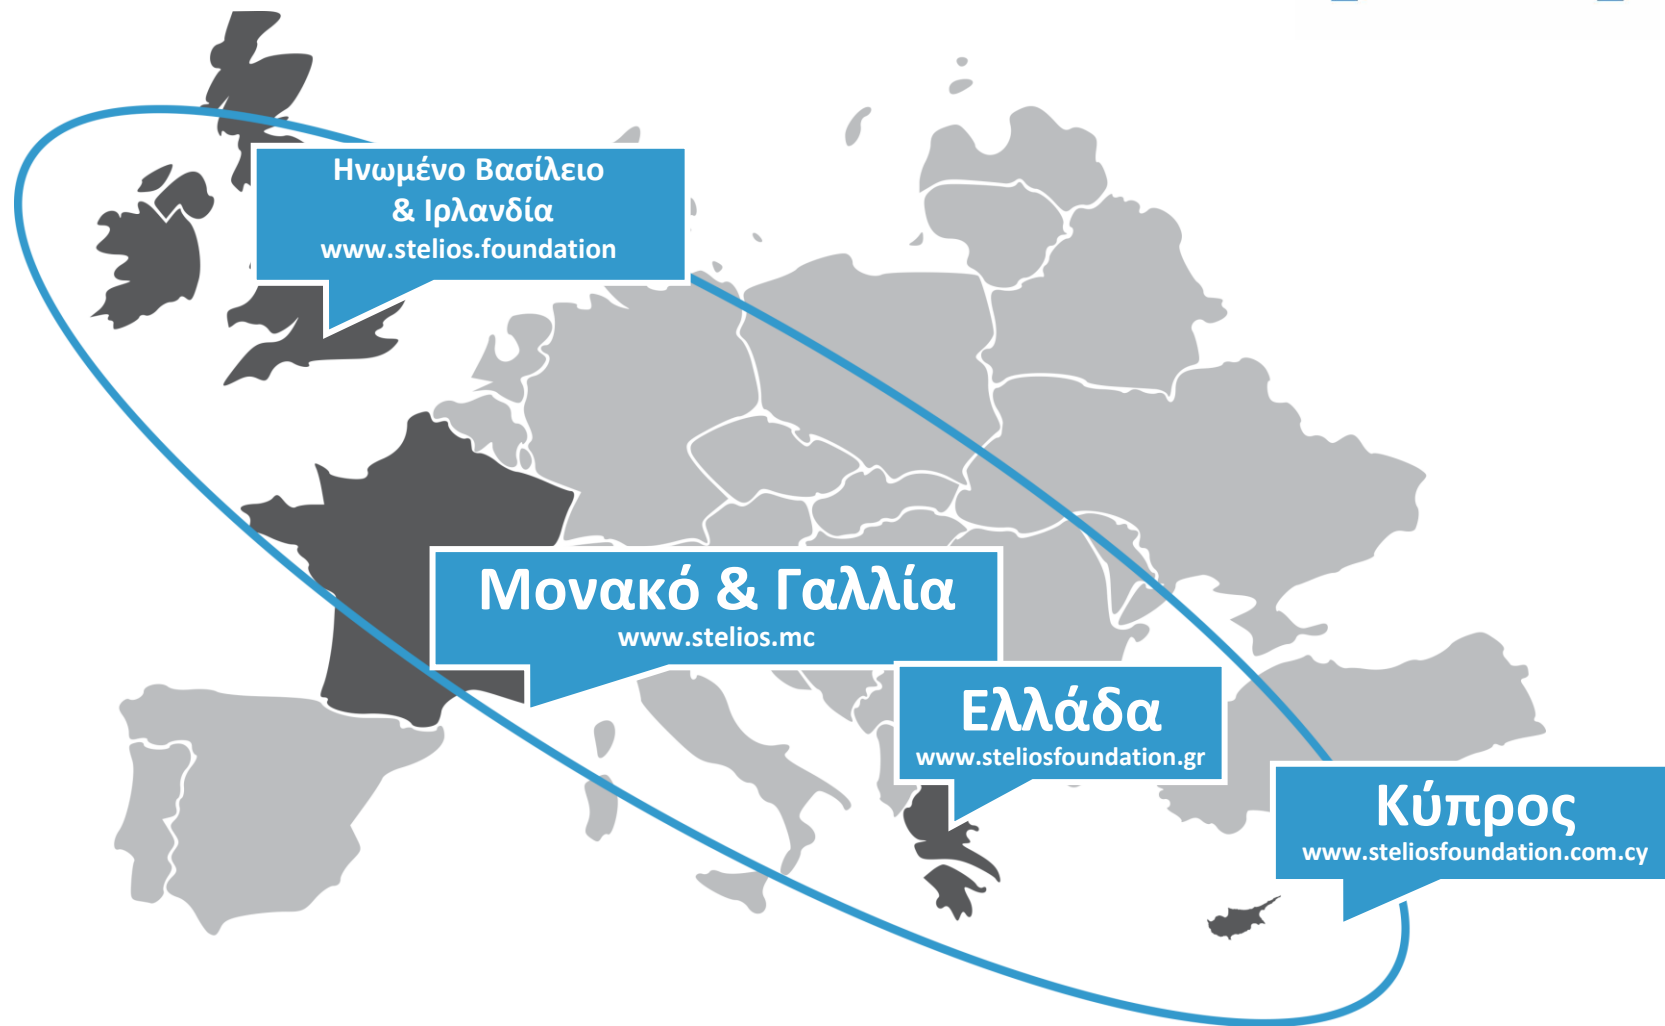 Ηνωμένο Βασίλειο
& Ιρλανδία
www.stelios.foundation
Μονακό & Γαλλία
www.stelios.mc
Ελλάδα
www.steliosfoundation.gr
Κύπρος
www.steliosfoundation.com.cy